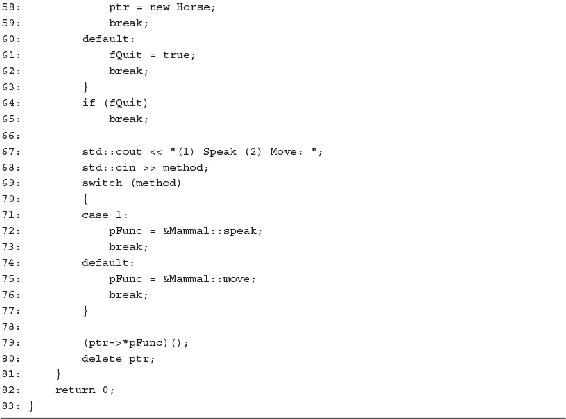 58:             ptr = new Horse;
59:             break;
60:         default:
61:             fQuit = true;
62:             break;
63:         }
64:         if (fQuit)
65:             break;
66:
67:         std::cout << "(1) Speak (2) Move: ";
68:         std::cin >> method;
69:         switch (method)
70:         {
71:         case 1:
72:             pFunc = &Mammal::speak;
73:             break;
74:         default:
75:             pFunc = &Mammal::move;
76:             break;
77:         }
78:
79:         (ptr->*pFunc)();
80:         delete ptr;
81:     }
82:     return 0;
83: }